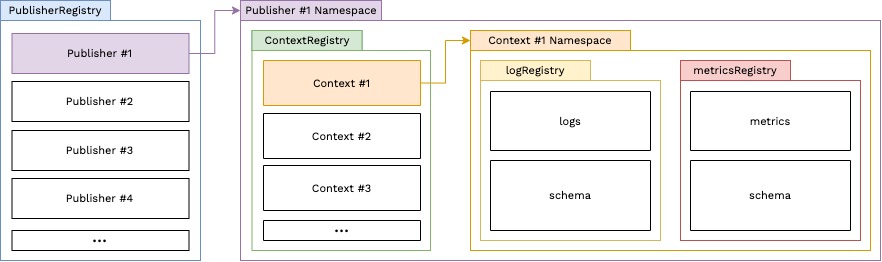 PublisherRegistry
Publisher #1
Publisher #2
Publisher #3
Publisher #4
...
Publisher #1 Namespace
ContextRegistry
Context #1
Context #2
Context #3
...
Context #1 Namespace
logRegistry
logs
schema
metricsRegistry
metrics
schema